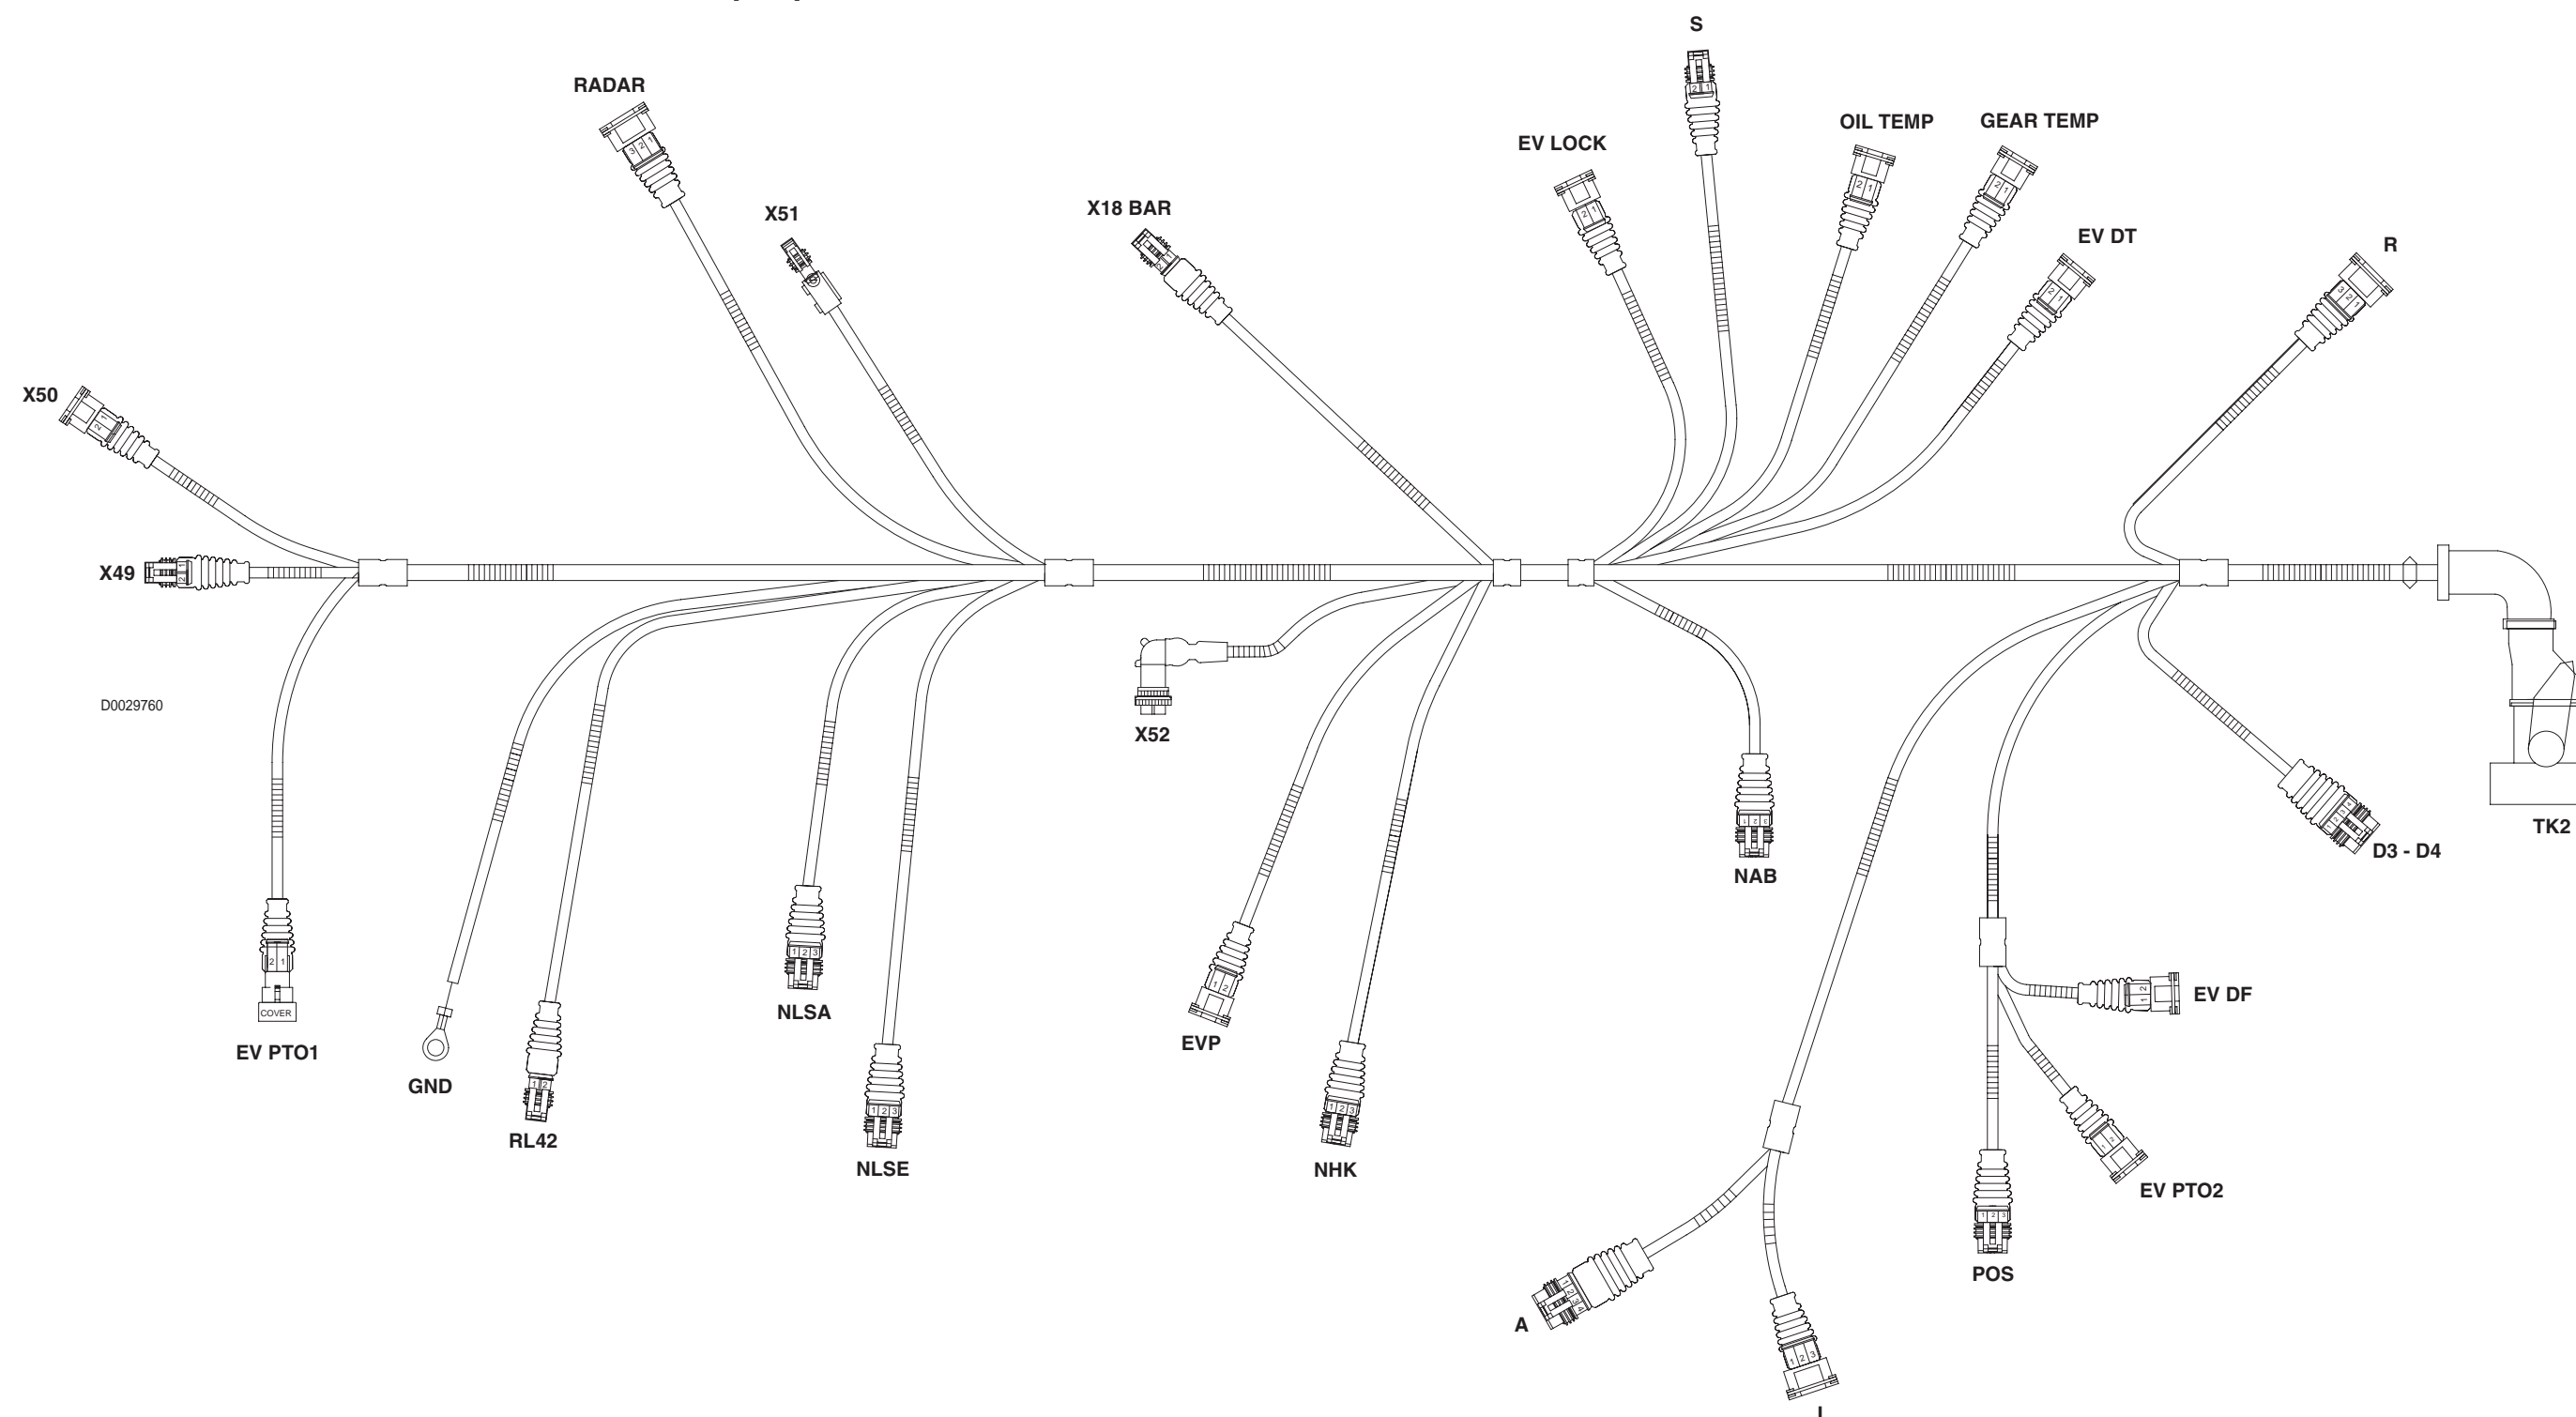 S
RADAR
OIL TEMP
GEAR TEMP
EV LOCK
X51
X18 BAR
EV DT
R
X50
X49
D0029760
X52
TK2
D3 - D4
NAB
COVER
NLSA
EV DF
EVP
EV PTO1
GND
RL42
NLSE
NHK
EV PTO2
POS
A